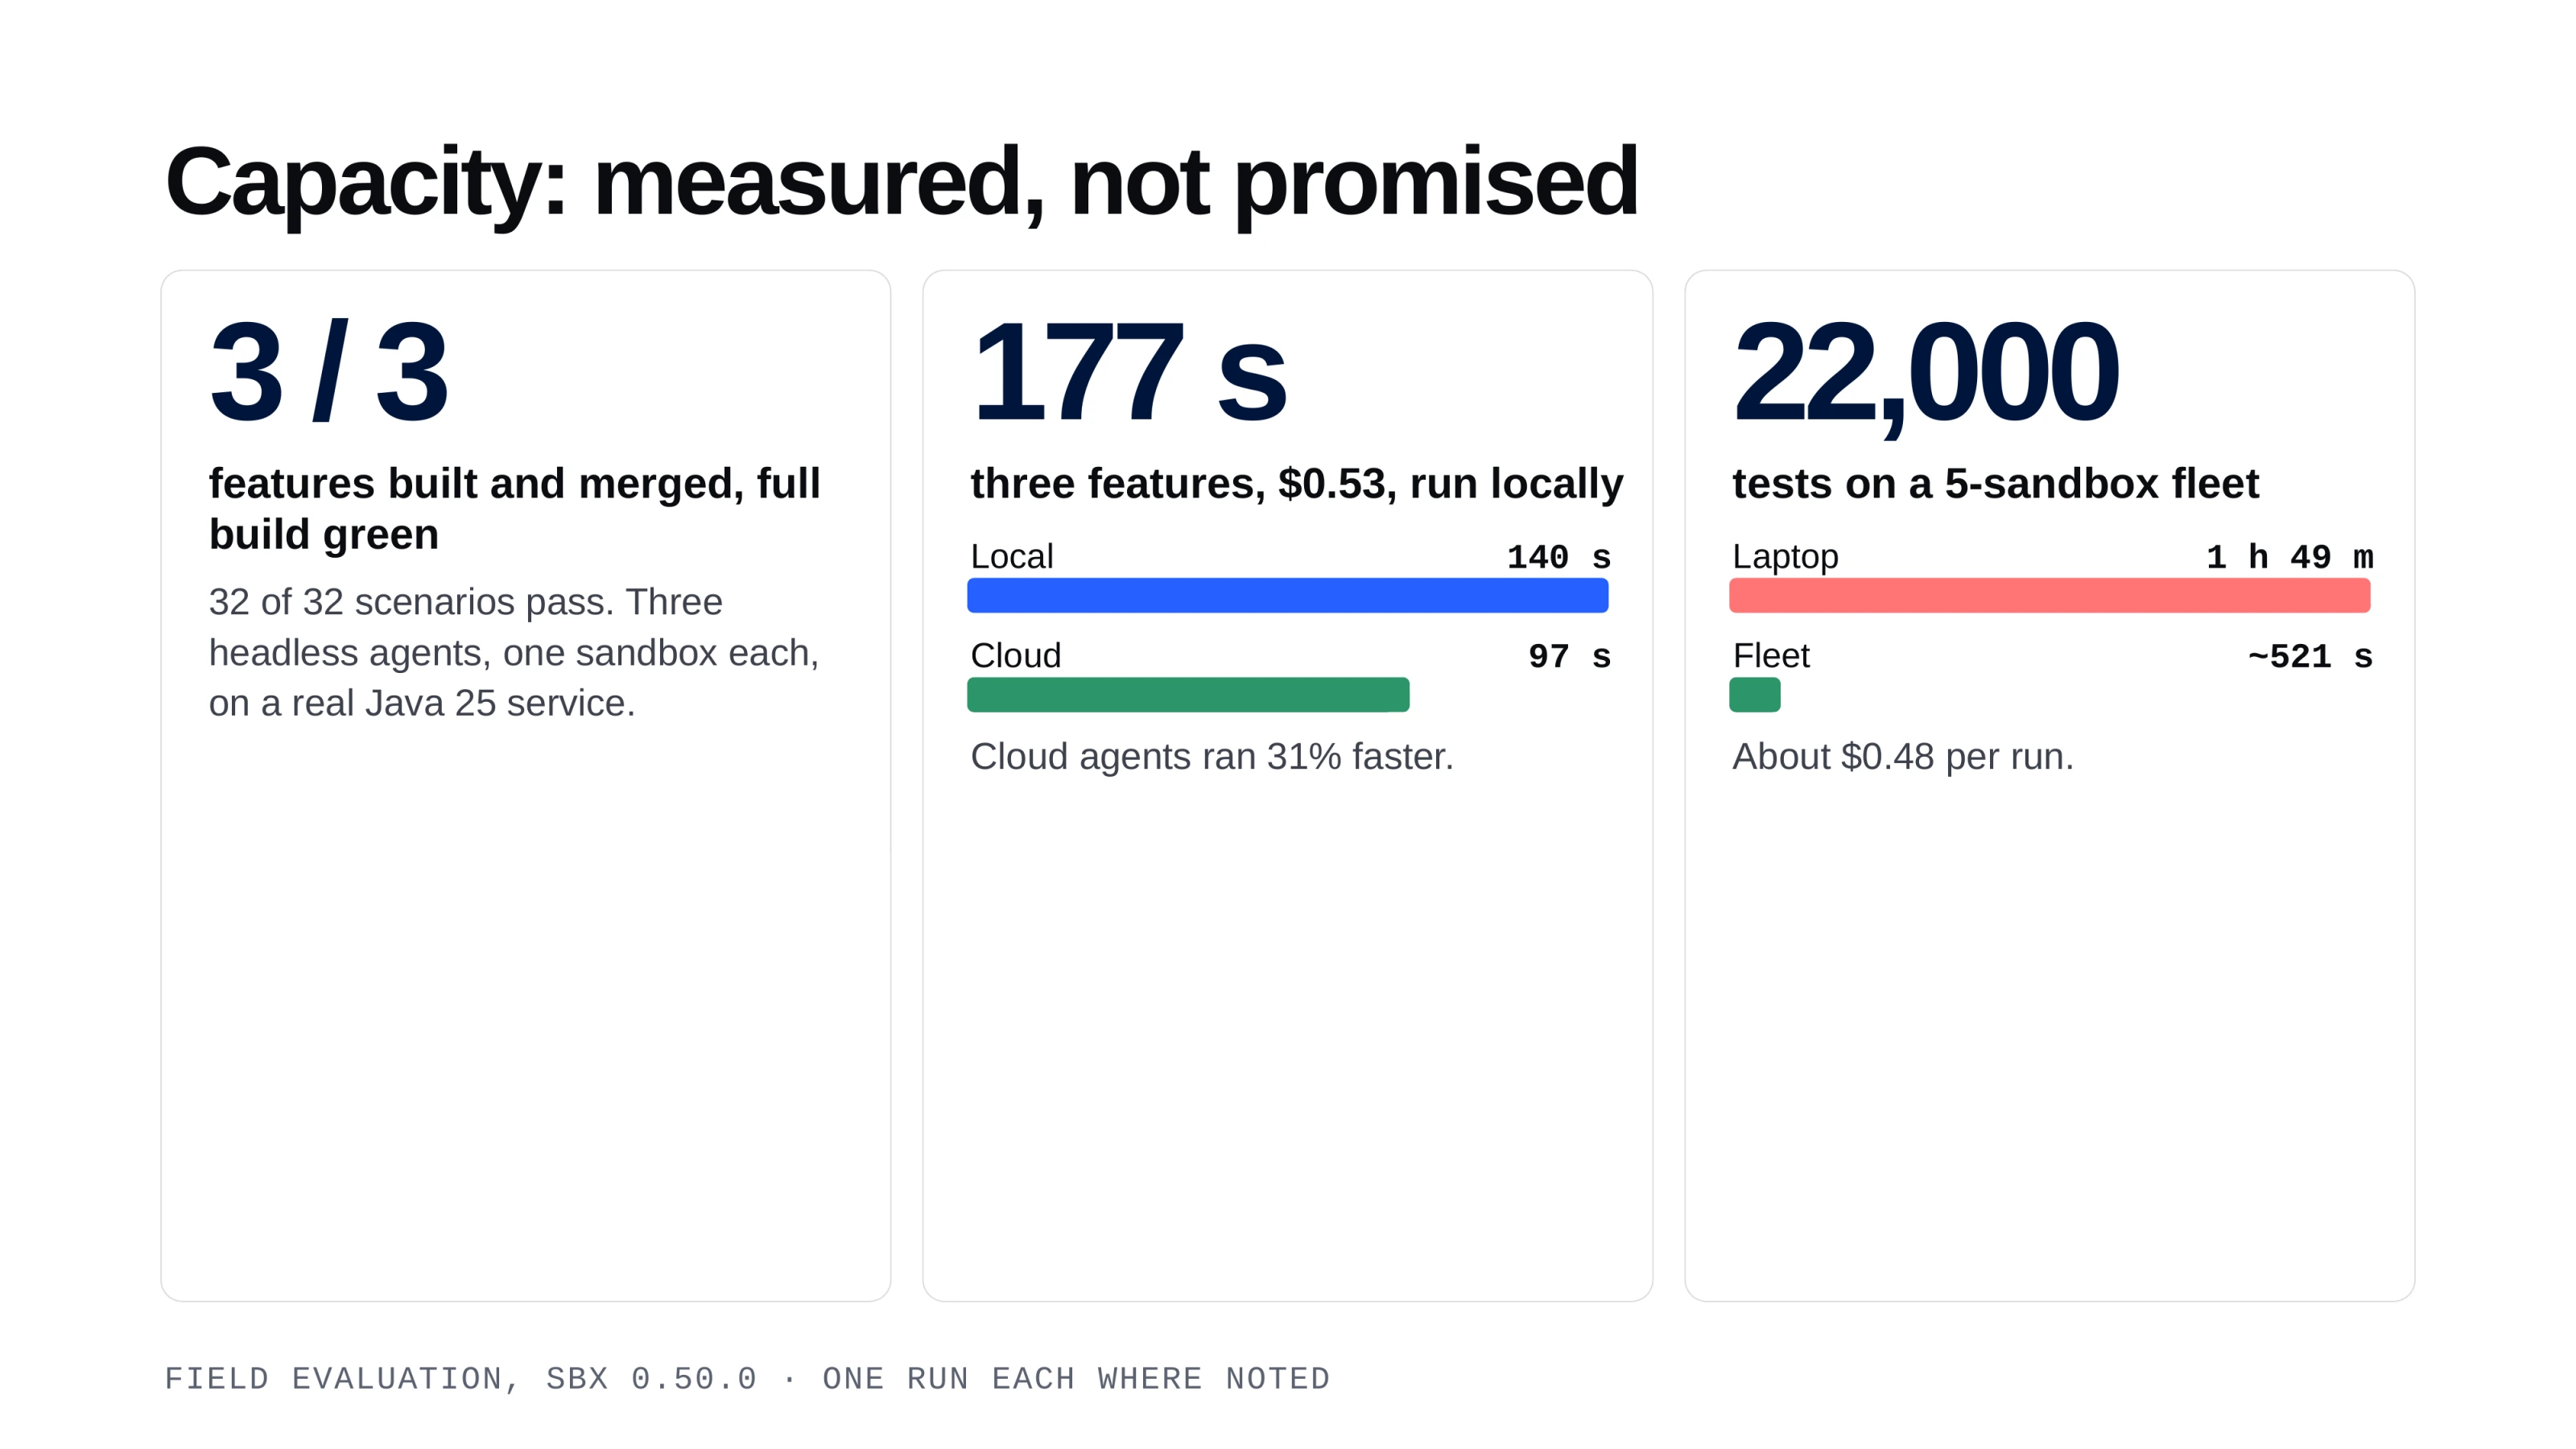 Capacity: measured, not promised
3 / 3
features built and merged, full
build green
32 of 32 scenarios pass. Three
headless agents, one sandbox each,
on a real Java 25 service.
177 s
three features, $0.53, run locally
Local 140 s
Cloud 97 s
Cloud agents ran 31% faster.
22,000
tests on a 5-sandbox fleet
Laptop 1 h 49 m
Fleet ~521 s
About $0.48 per run.
FIELD EVALUATION, SBX 0.50.0 · ONE RUN EACH WHERE NOTED